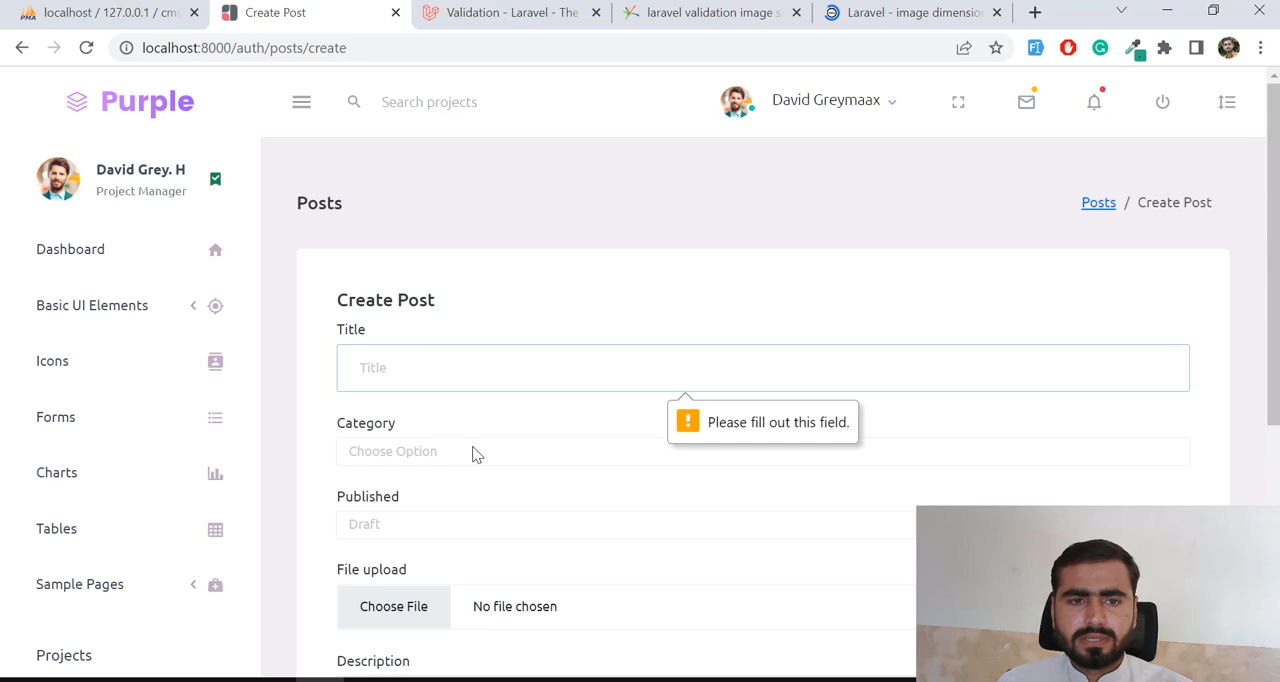 localhost / 127.0.0.1 / cm
Create Post
Validation - Laravel - The
laravel validation image s
Laravel - image dimensio
localhost:8000/auth/posts/create
Purple
Search projects
David Greymaax
David Grey. H
Project Manager
Dashboard
Basic UI Elements
Icons
Forms
Charts
Tables
Sample Pages
Projects
Posts
Posts / Create Post
Create Post
Title
Title
Please fill out this field.
Category
Choose Option
Published
Draft
File upload
Choose File No file chosen
Description